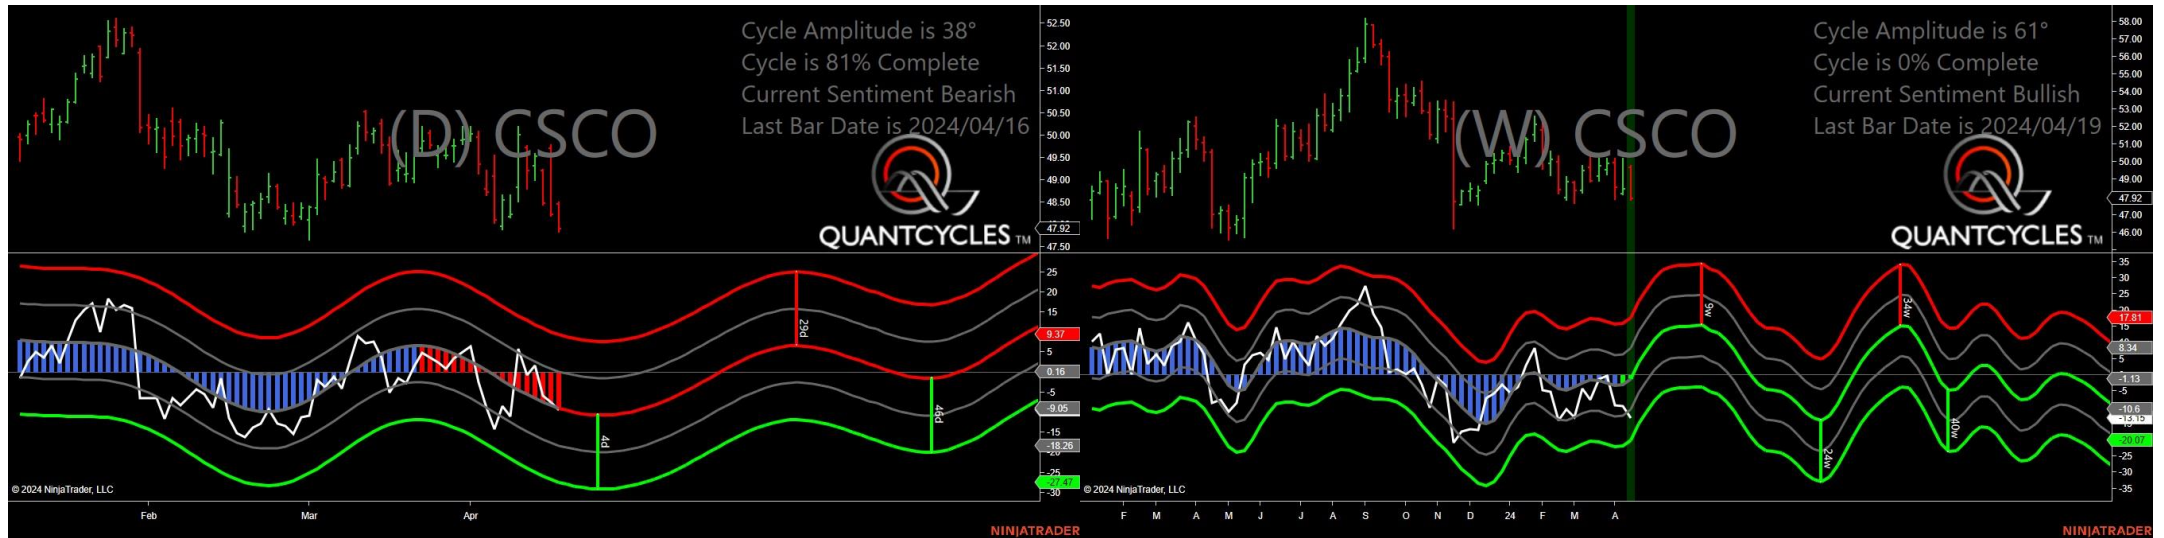 Cycle Amplitude is 38°
Cycle is 81% Complete
Current Sentiment Bearish
Last Bar Date is 2024/04/16
(D) CSCO
QUANTCYCLES TM
52.50
52.00
51.50
51.00
50.50
50.00
49.50
49.00
48.50
47.92
47.50
25
20
15
9.37
5
0.16
-5
-9.05
-15
-18.26
-25
-27.47
-30
29d
4d
46d
© 2024 NinjaTrader, LLC
Feb Mar Apr
NINJATRADER
Cycle Amplitude is 61°
Cycle is 0% Complete
Current Sentiment Bullish
Last Bar Date is 2024/04/19
(W) CSCO
QUANTCYCLES TM
58.00
57.00
56.00
55.00
54.00
53.00
52.00
51.00
50.00
49.00
47.92
47.00
46.00
35
30
25
17.81
15
8.34
5
-1.13
-5
-10.6
-13.15
-20.07
-25
-30
-35
9w
34w
24w
40w
© 2024 NinjaTrader, LLC
F M A M J J A S O N D 24 F M A
NINJATRADER